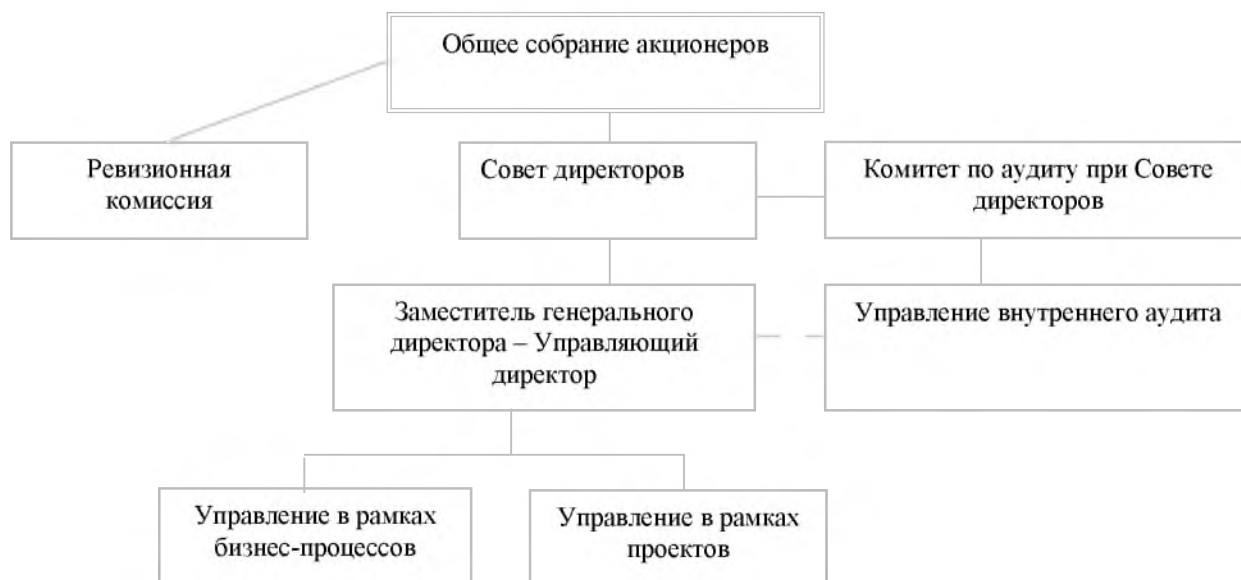 Общее собрание акционеров
Ревизионная
комиссия
Совет директоров
Комитет по аудиту при Совете
директоров
Заместитель генерального
директора – Управляющий
директор
Управление внутреннего аудита
Управление в рамках
бизнес-процессов
Управление в рамках
проектов